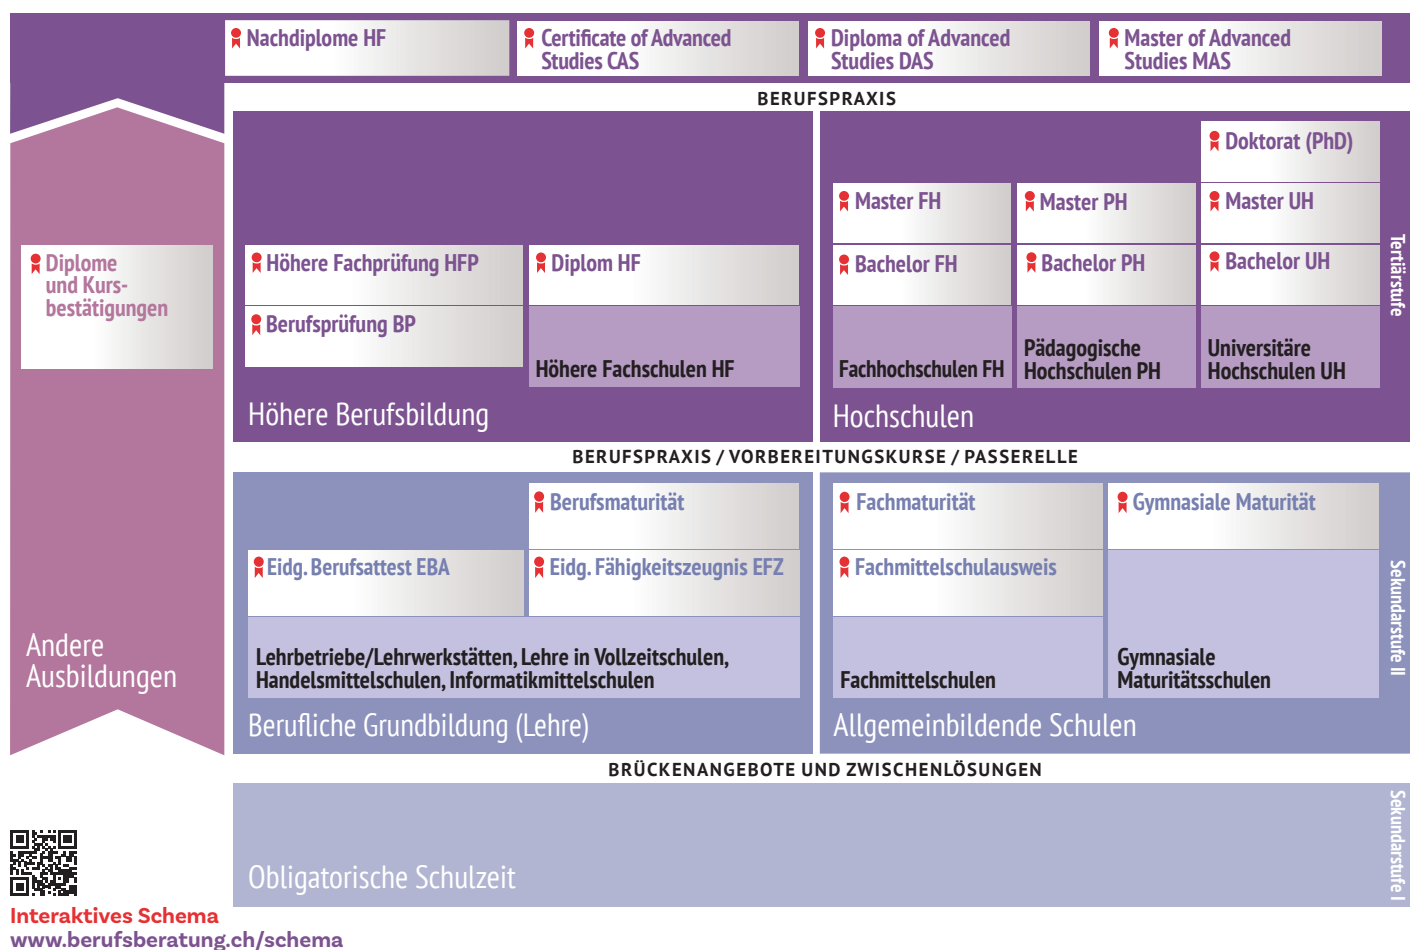 Nachdiplome HF
Certificate of Advanced
Studies CAS
Diploma of Advanced
Studies DAS
Master of Advanced
Studies MAS
BERUFSPRAXIS
Doktorat (PhD)
Master FH
Master PH
Master UH
Diplome
und Kurs-
bestätigungen
Höhere Fachprüfung HFP
Diplom HF
Bachelor FH
Bachelor PH
Bachelor UH
Berufsprüfung BP
Höhere Fachschulen HF
Fachhochschulen FH
Pädagogische
Hochschulen PH
Universitäre
Hochschulen UH
Höhere Berufsbildung
Hochschulen
Tertiärstufe
BERUFSPRAXIS / VORBEREITUNGSKURSE / PASSERELLE
Berufsmaturität
Fachmaturität
Gymnasiale Maturität
Eidg. Berufsattest EBA
Eidg. Fähigkeitszeugnis EFZ
Fachmittelschulausweis
Lehrbetriebe/Lehrwerkstätten, Lehre in Vollzeitschulen,
Handelsmittelschulen, Informatikmittelschulen
Fachmittelschulen
Gymnasiale
Maturitätsschulen
Berufliche Grundbildung (Lehre)
Allgemeinbildende Schulen
Sekundarstufe II
Andere
Ausbildungen
BRÜCKENANGEBOTE UND ZWISCHENLÖSUNGEN
Obligatorische Schulzeit
Sekundarstufe I
Interaktives Schema
www.berufsberatung.ch/schema